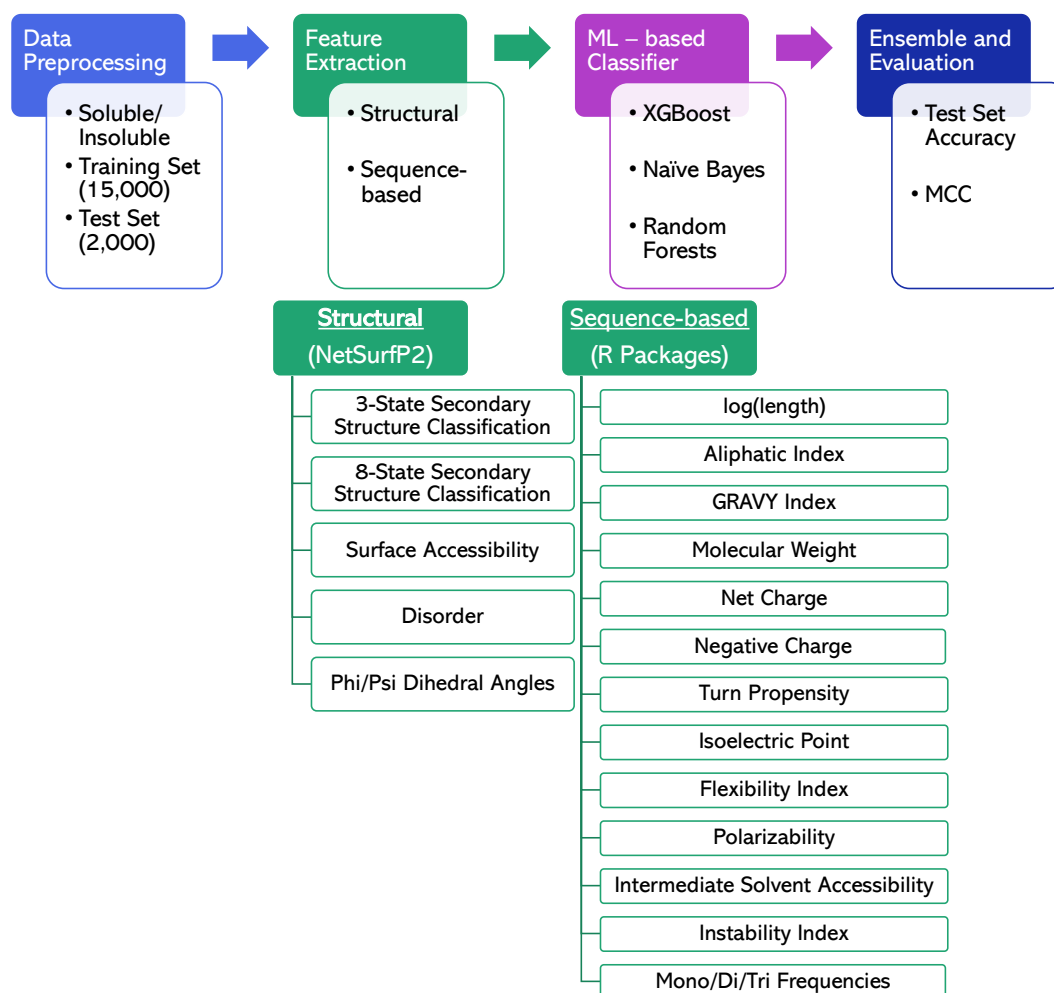 Data
Preprocessing
• Soluble/
Insoluble
• Training Set
(15,000)
• Test Set
(2,000)
Feature
Extraction
• Structural
• Sequence-
based
ML – based
Classifier
• XGBoost
• Naïve Bayes
• Random
Forests
Ensemble and
Evaluation
• Test Set
Accuracy
• MCC
Structural
(NetSurfP2)
3-State Secondary
Structure Classification
8-State Secondary
Structure Classification
Surface Accessibility
Disorder
Phi/Psi Dihedral Angles
Sequence-based
(R Packages)
log(length)
Aliphatic Index
GRAVY Index
Molecular Weight
Net Charge
Negative Charge
Turn Propensity
Isoelectric Point
Flexibility Index
Polarizability
Intermediate Solvent Accessibility
Instability Index
Mono/Di/Tri Frequencies